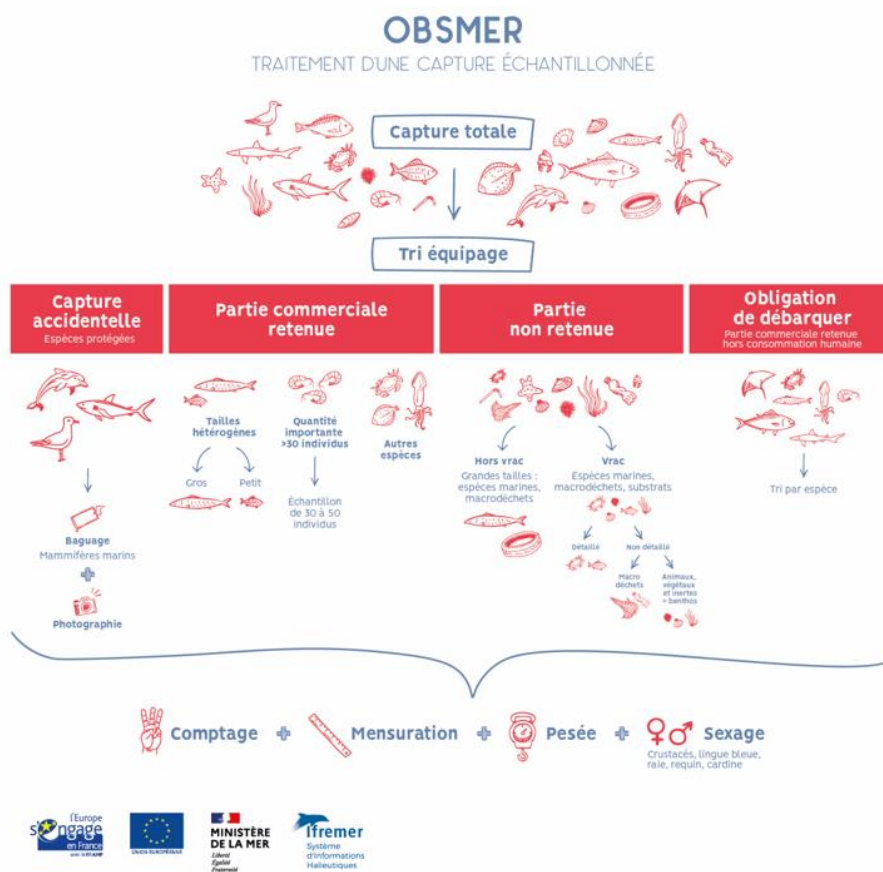 OBSMER
TRAITEMENT D'UNE CAPTURE ÉCHANTILLONNÉE
Capture totale
Tri équipage
Capture
accidentelle
Espèces protégées
Partie commerciale
retenue
Partie
non retenue
Obligation
de débarquer
Partie commerciale retenue
hors consommation humaine
Tailles
hétérogènes
Gros
Petit
Quantité
importante
>30 individus
Échantillon
de 30 à 50
individus
Autres
espèces
Hors vrac
Grandes tailles :
espèces marines,
macrodéchets
Vrac
Espèces marines,
macrodéchets, substrats
Détaillé
Non détaillé
Macro
déchets
Animaux,
végétaux
et inertes
= benthos
Tri par espèce
Baguage
Mammifères marins
Photographie
Comptage
Mensuration
Pesée
Sexage
Crustacés, lingue bleue,
raie, requin, cardine
l'Europe
s'engage
en France
avec le FEAMP
UNION EUROPÉENNE
MINISTÈRE
DE LA MER
Liberté
Égalité
Fraternité
Ifremer
Système
d'Informations
Halieutiques